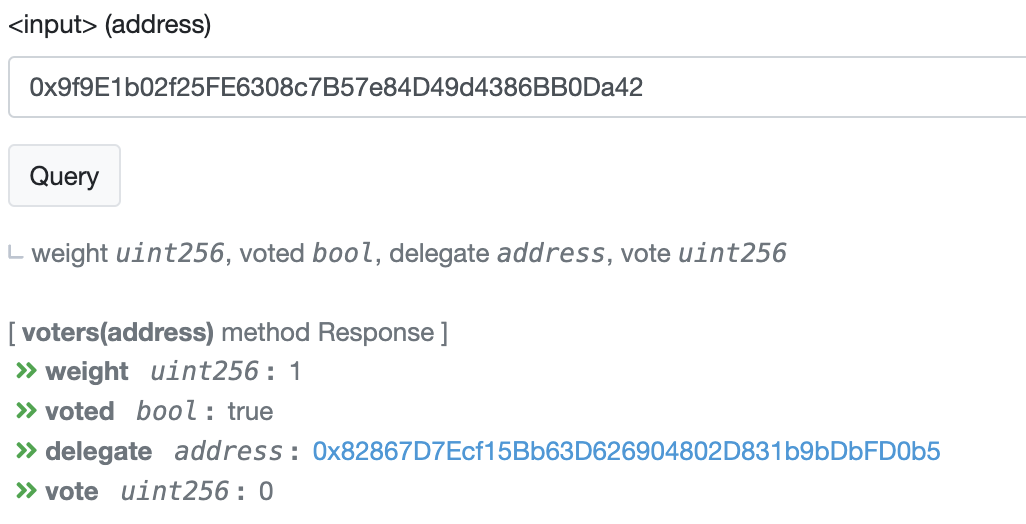 <input> (address)
0x9f9E1b02f25FE6308c7B57e84D49d4386BB0Da42
Query
weight uint256, voted bool, delegate address, vote uint256
[ voters(address) method Response ]
>> weight uint256 : 1
>> voted bool : true
>> delegate address : 0x82867D7Ecf15Bb63D626904802D831b9bDbFD0b5
>> vote uint256 : 0